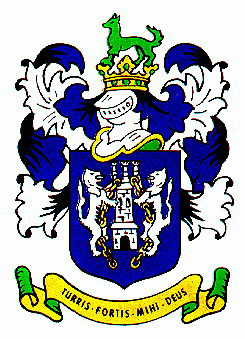 TURRIS · FORTIS · MIHI · DEUS